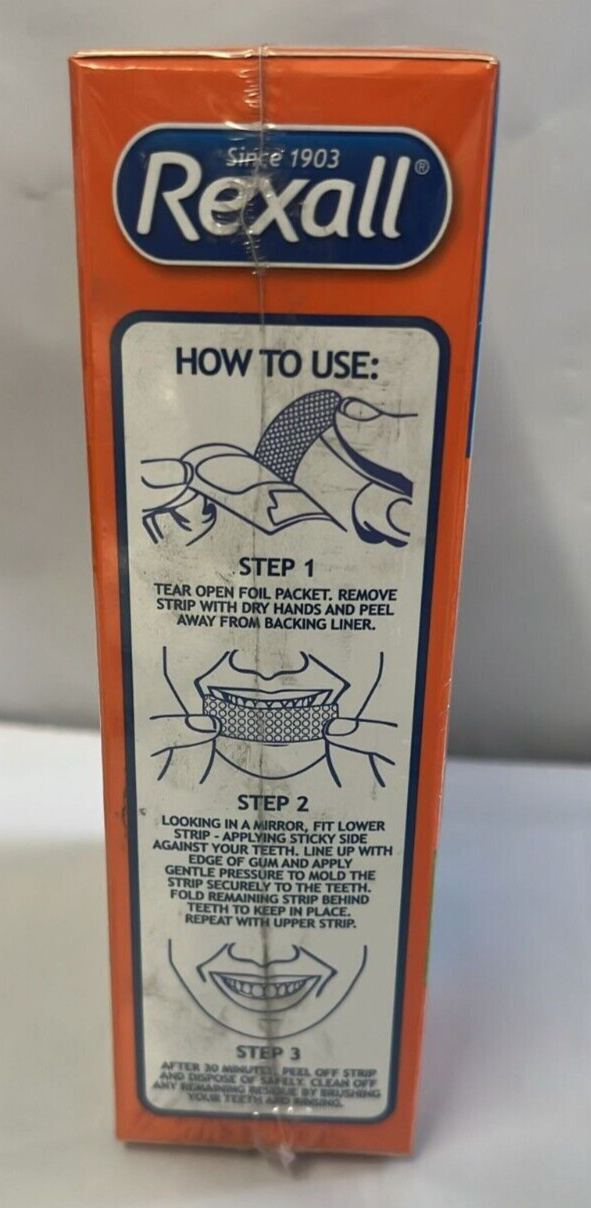 Since 1903
Rexall®
HOW TO USE:
STEP 1
TEAR OPEN FOIL PACKET. REMOVE
STRIP WITH DRY HANDS AND PEEL
AWAY FROM BACKING LINER.
STEP 2
LOOKING IN A MIRROR, FIT LOWER
STRIP - APPLYING STICKY SIDE
AGAINST YOUR TEETH. LINE UP WITH
EDGE OF GUM AND APPLY
GENTLE PRESSURE TO MOLD THE
STRIP SECURELY TO THE TEETH.
FOLD REMAINING STRIP BEHIND
TEETH TO KEEP IN PLACE.
REPEAT WITH UPPER STRIP.
STEP 3
AFTER 30 MINUTES, PEEL OFF STRIP
AND DISPOSE OF SAFELY. CLEAN OFF
ANY REMAINING RESIDUE BY BRUSHING
YOUR TEETH AND RINSING.